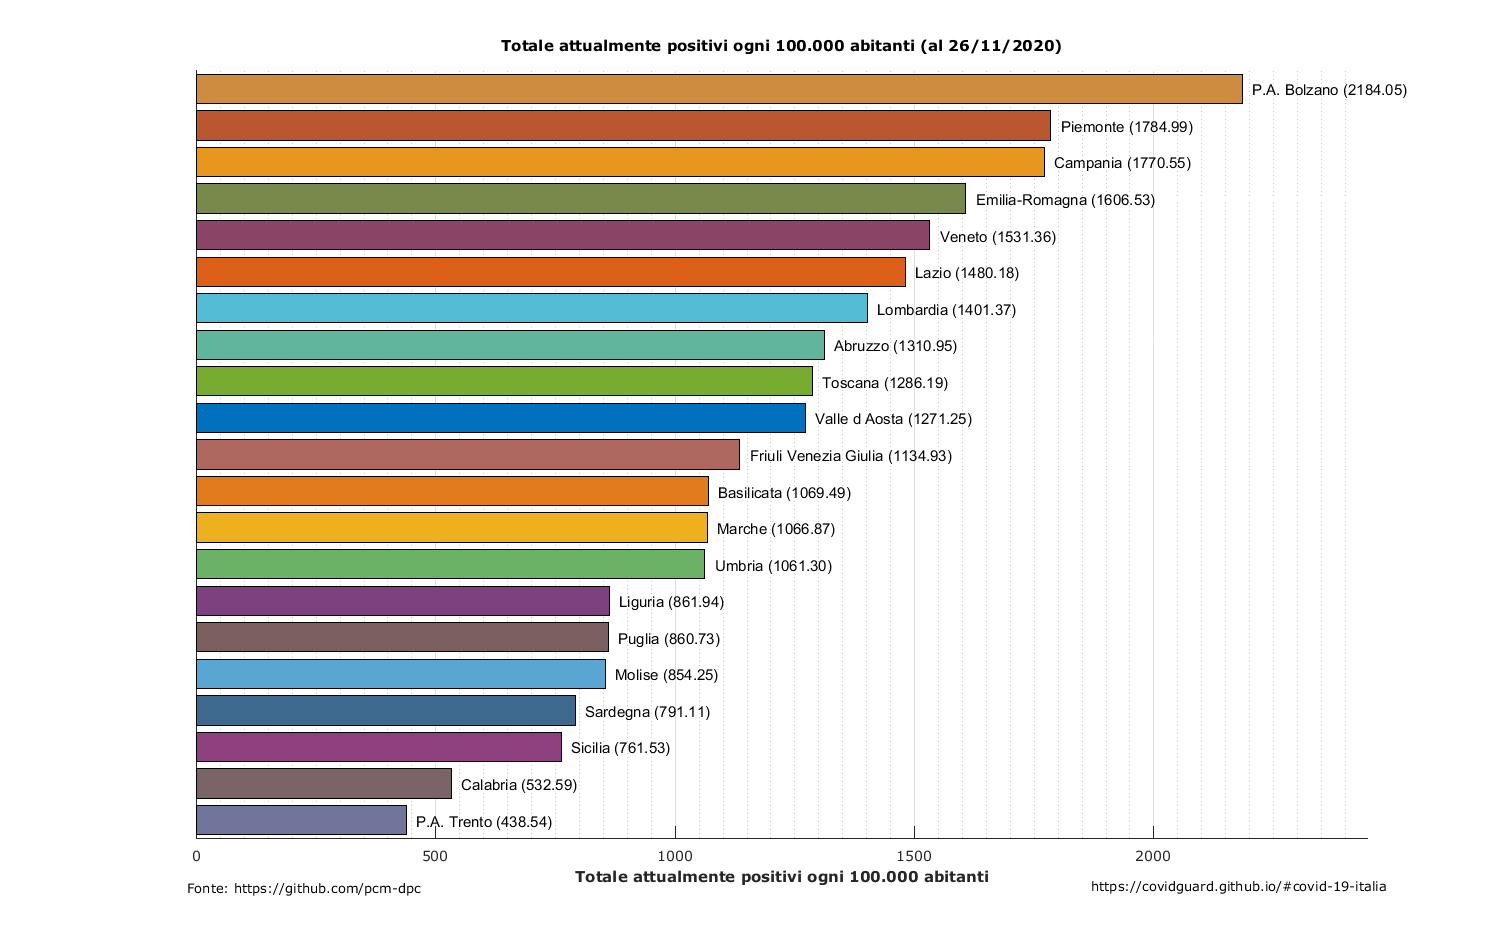 Totale attualmente positivi ogni 100.000 abitanti (al 26/11/2020)
P.A. Bolzano (2184.05)
Piemonte (1784.99)
Campania (1770.55)
Emilia-Romagna (1606.53)
Veneto (1531.36)
Lazio (1480.18)
Lombardia (1401.37)
Abruzzo (1310.95)
Toscana (1286.19)
Valle d Aosta (1271.25)
Friuli Venezia Giulia (1134.93)
Basilicata (1069.49)
Marche (1066.87)
Umbria (1061.30)
Liguria (861.94)
Puglia (860.73)
Molise (854.25)
Sardegna (791.11)
Sicilia (761.53)
Calabria (532.59)
P.A. Trento (438.54)
0 500 1000 1500 2000
Totale attualmente positivi ogni 100.000 abitanti
Fonte: https://github.com/pcm-dpc
https://covidguard.github.io/#covid-19-italia